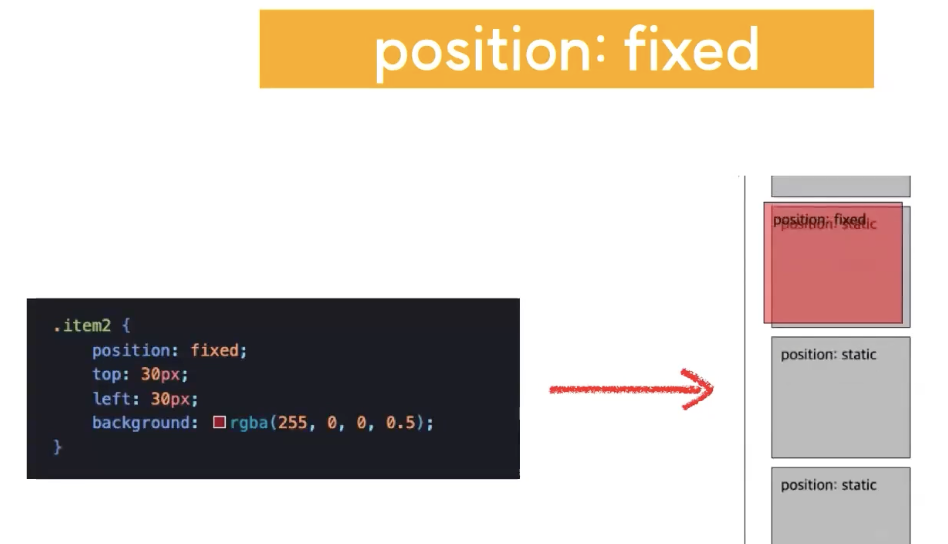 position: fixed
.item2 {
position: fixed;
top: 30px;
left: 30px;
background: rgba(255, 0, 0, 0.5);
}
position: fixed
position: static
position: static
position: static